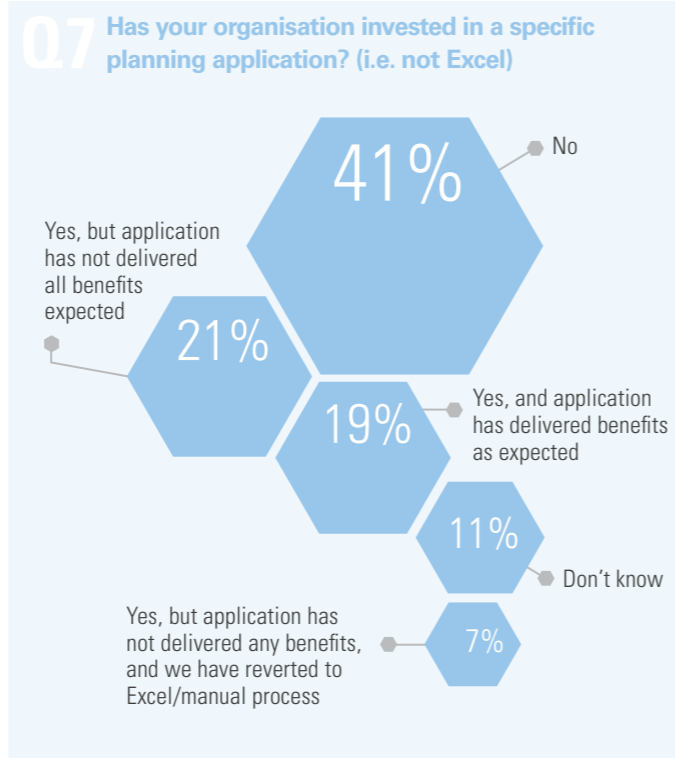 Q7
Has your organisation invested in a specific
planning application? (i.e. not Excel)
41%
No
Yes, but application
has not delivered
all benefits
expected
21%
19%
Yes, and application
has delivered benefits
as expected
11%
Don't know
Yes, but application has
not delivered any benefits,
and we have reverted to
Excel/manual process
7%